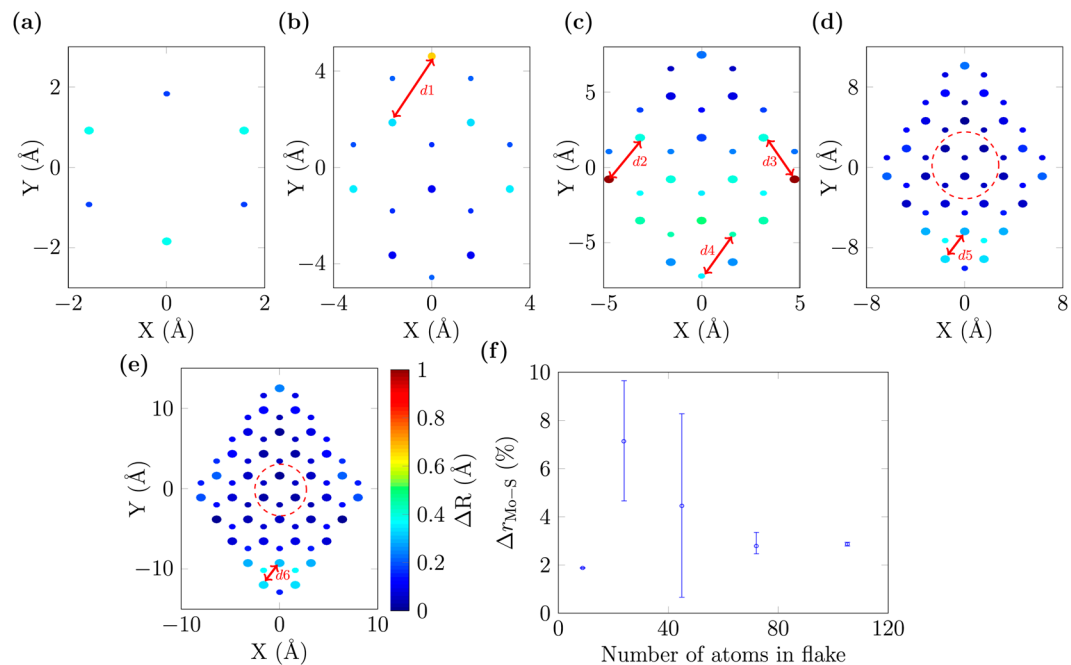 (a)
2
0
−2
Y (Å)
−2
0
2
X (Å)
(b)
4
0
−4
Y (Å)
−4
0
4
X (Å)
d1
(c)
5
0
−5
Y (Å)
−5
0
5
X (Å)
d2
d3
d4
(d)
8
0
−8
Y (Å)
−8
0
8
X (Å)
d5
(e)
10
0
−10
Y (Å)
−10
0
10
X (Å)
d6
1
0.8
0.6
0.4
0.2
0
ΔR (Å)
(f)
10
8
6
4
2
0
Δr_Mo−S (%)
0
40
80
120
Number of atoms in flake